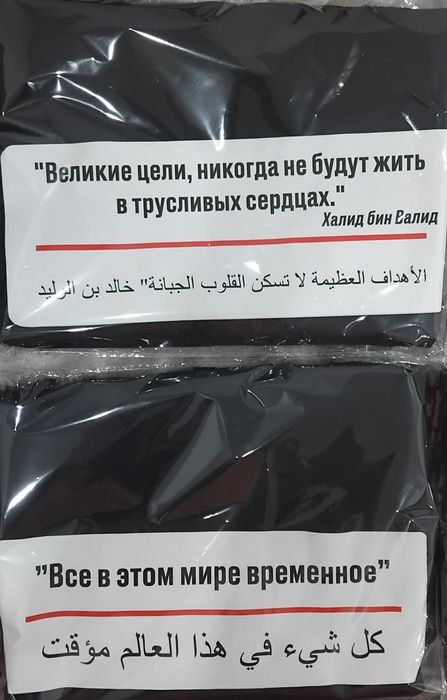 "Великие цели, никогда не будут жить
в трусливых сердцах."
Халид бин Валид
الأهداف العظيمة لا تسكن القلوب الجبانة" خالد بن الوليد
”Все в этом мире временное”
كل شيء في هذا العالم مؤقت